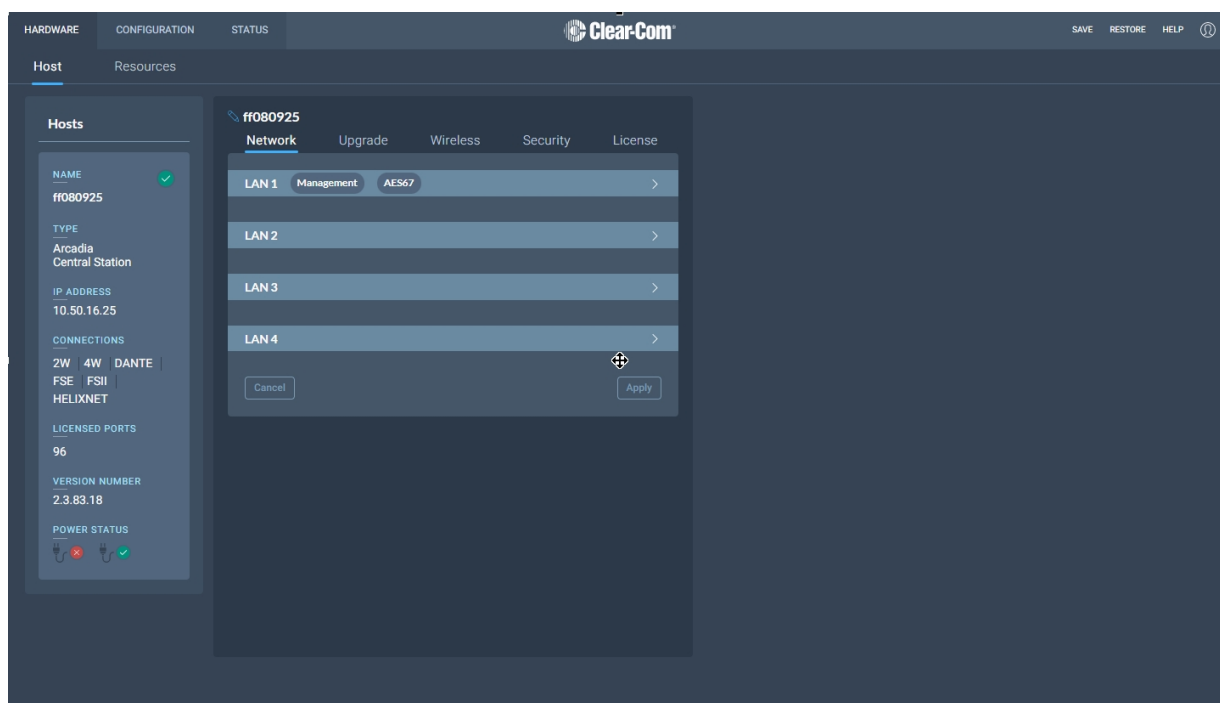 HARDWARE CONFIGURATION STATUS Clear-Com® SAVE RESTORE HELP
Host Resources
Hosts
NAME
ff080925
TYPE
Arcadia
Central Station
IP ADDRESS
10.50.16.25
CONNECTIONS
2W | 4W | DANTE |
FSE | FSII |
HELIXNET
LICENSED PORTS
96
VERSION NUMBER
2.3.83.18
POWER STATUS
ff080925
Network Upgrade Wireless Security License
LAN 1 Management AES67
LAN 2
LAN 3
LAN 4
Cancel Apply